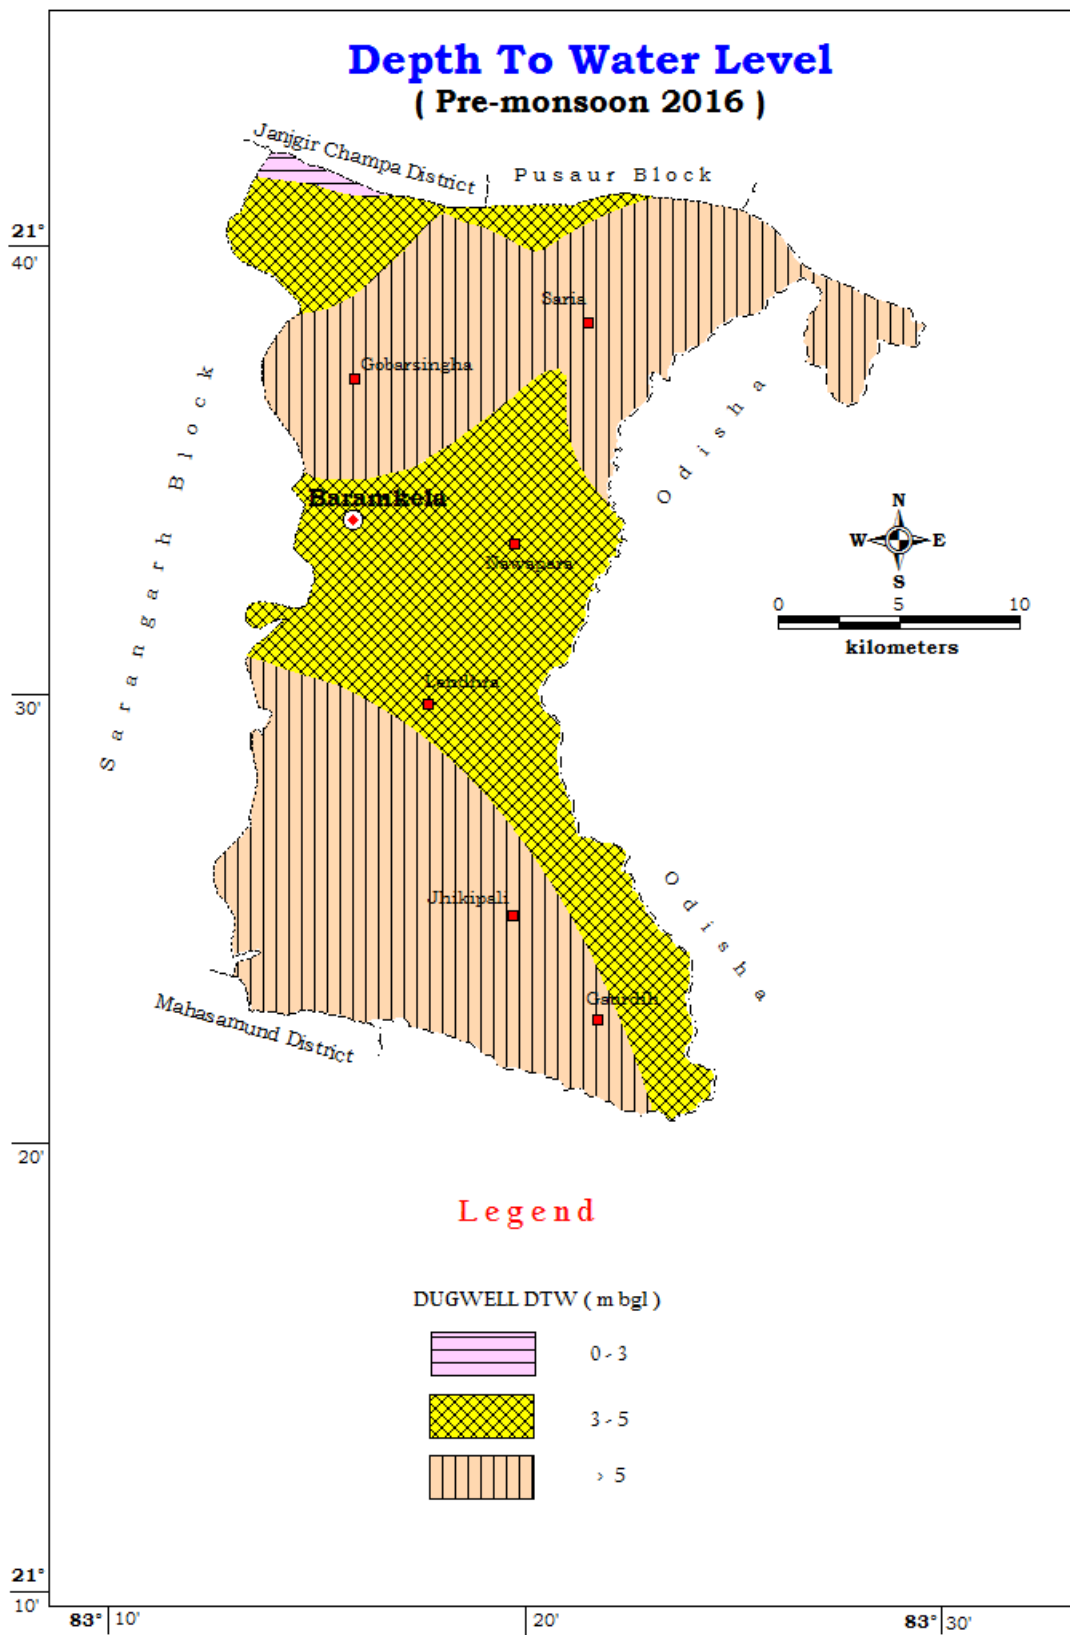 Depth To Water Level
( Pre-monsoon 2016 )
Janjgir Champa District
Pusaur Block
21°
40'
Saria
Gobarsingha
Sarangarh Block
Odisha
Baramkela
Nawapara
N
W E
S
0 5 10
kilometers
Lendhra
30'
Jhikipali
Odisha
Mahasamund District
20'
Legend
DUGWELL DTW ( m bgl )
0 - 3
3 - 5
> 5
21°
10'
83° 10' 20' 83° 30'